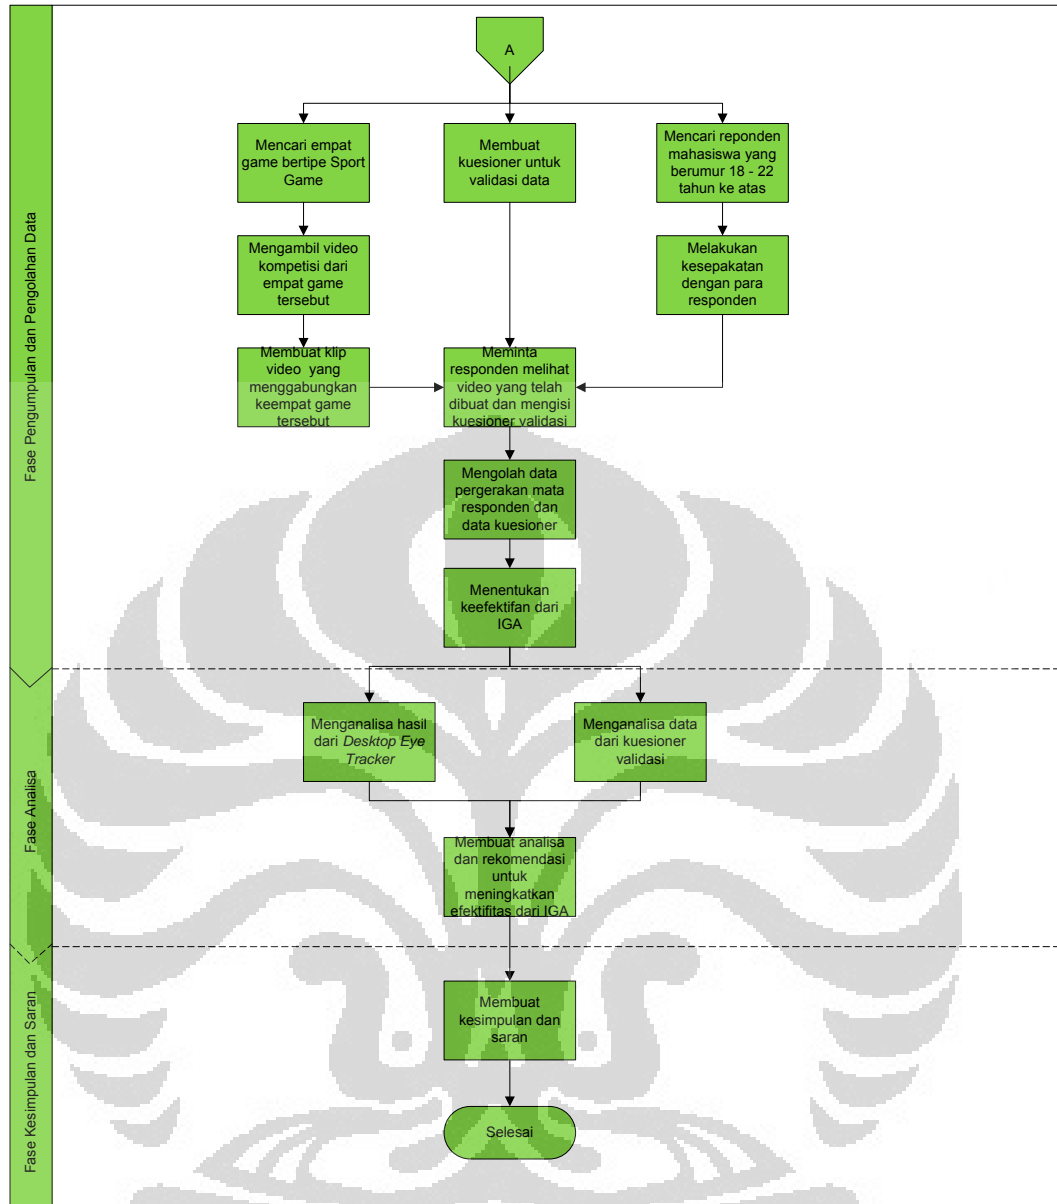 A
Mencari empat
game bertipe Sport
Game
Membuat
kuesioner untuk
validasi data
Mencari reponden
mahasiswa yang
berumur 18 - 22
tahun ke atas
Mengambil video
kompetisi dari
empat game
tersebut
Melakukan
kesepakatan
dengan para
responden
Membuat klip
video yang
menggabungkan
keempat game
tersebut
Meminta
responden melihat
video yang telah
dibuat dan mengisi
kuesioner validasi
Mengolah data
pergerakan mata
responden dan
data kuesioner
Menentukan
keefektifan dari
IGA
Fase Pengumpulan dan Pengolahan Data
Menganalisa hasil
dari Desktop Eye
Tracker
Menganalisa data
dari kuesioner
validasi
Membuat analisa
dan rekomendasi
untuk
meningkatkan
efektifitas dari IGA
Fase Analisa
Membuat
kesimpulan dan
saran
Selesai
Fase Kesimpulan dan Saran